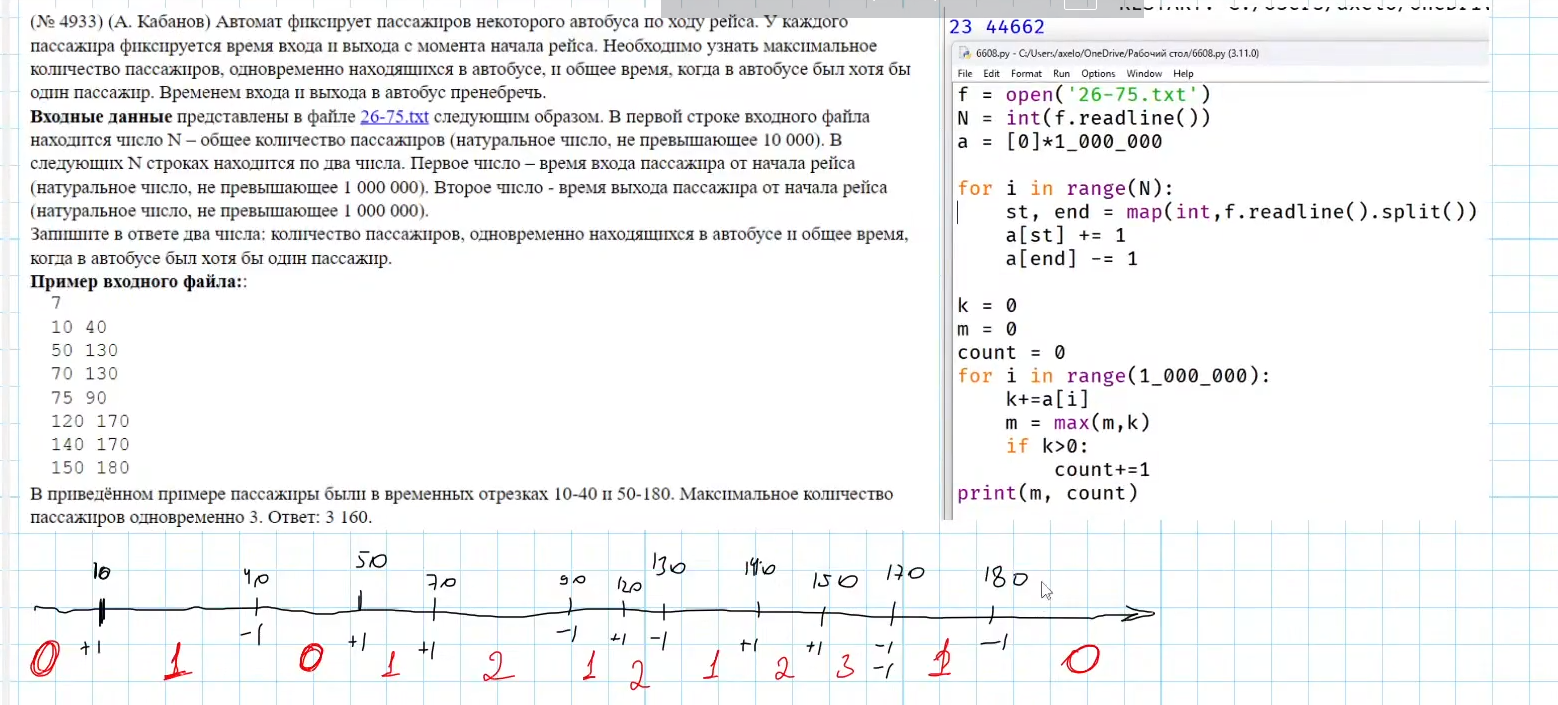 (№ 4933) (А. Кабанов) Автомат фиксирует пассажиров некоторого автобуса по ходу рейса. У каждого
пассажира фиксируется время входа и выхода с момента начала рейса. Необходимо узнать максимальное
количество пассажиров, одновременно находящихся в автобусе, и общее время, когда в автобусе был хотя бы
один пассажир. Временем входа и выхода в автобус пренебречь.
Входные данные представлены в файле 26-75.txt следующим образом. В первой строке входного файла
находится число N – общее количество пассажиров (натуральное число, не превышающее 10 000). В
следующих N строках находится по два числа. Первое число – время входа пассажира от начала рейса
(натуральное число, не превышающее 1 000 000). Второе число - время выхода пассажира от начала рейса
(натуральное число, не превышающее 1 000 000).
Запишите в ответе два числа: количество пассажиров, одновременно находящихся в автобусе и общее время,
когда в автобусе был хотя бы один пассажир.
Пример входного файла::
7
10 40
50 130
70 130
75 90
120 170
140 170
150 180
В приведённом примере пассажиры были в временных отрезках 10-40 и 50-180. Максимальное количество
пассажиров одновременно 3. Ответ: 3 160.
23 44662
6608.py - C:/Users/axelo/OneDrive/Рабочий стол/6608.py (3.11.0)
File Edit Format Run Options Window Help
f = open('26-75.txt')
N = int(f.readline())
a = [0]*1_000_000
for i in range(N):
st, end = map(int,f.readline().split())
a[st] += 1
a[end] -= 1
k = 0
m = 0
count = 0
for i in range(1_000_000):
k+=a[i]
m = max(m,k)
if k>0:
count+=1
print(m, count)
10 40 50 70 90 120 130 140 150 170 180
+1 -1 +1 +1 -1 +1 -1 +1 +1 -1 -1
-1
0 1 0 1 2 1 2 1 2 3 1 0